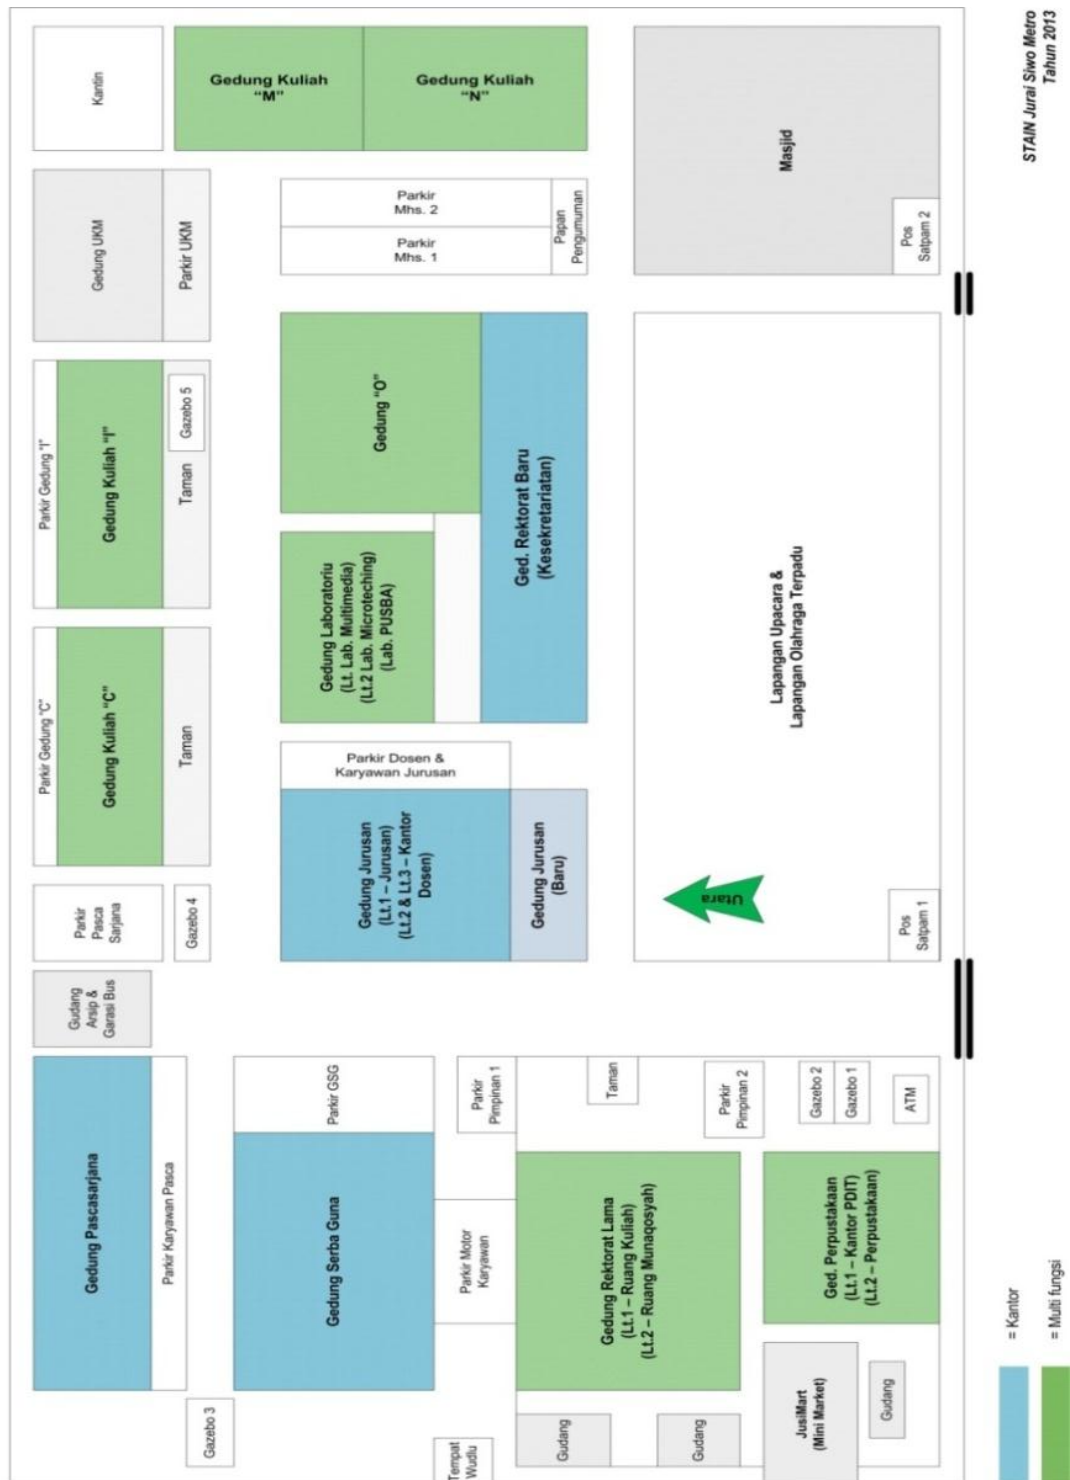 STAIN Jurai Siwo Metro
Tahun 2013
Kantin
Gedung Kuliah
“M”
Gedung Kuliah
“N”
Masjid
Pos
Satpam 2
Gedung UKM
Parkir UKM
Parkir
Mhs. 2
Parkir
Mhs. 1
Papan
Pengumuman
Parkir Gedung “I”
Gedung Kuliah “I”
Taman
Gazebo 5
Gedung “O”
Ged. Rektorat Baru
(Kesekretariatan)
Gedung Laboratoriu
(Lt. Lab. Multimedia)
(Lt.2 Lab. Microteching)
(Lab. PUSBA)
Lapangan Upacara &
Lapangan Olahraga Terpadu
Parkir Gedung “C”
Gedung Kuliah “C”
Taman
Parkir Dosen &
Karyawan Jurusan
Gedung Jurusan
(Lt.1 – Jurusan)
(Lt.2 & Lt.3 – Kantor
Dosen)
Gedung Jurusan
(Baru)
Utara
Pos
Satpam 1
Parkir
Pasca
Sarjana
Gazebo 4
Gudang
Arsip &
Garasi Bus
Gedung Pascasarjana
Parkir Karyawan Pasca
Parkir GSG
Gedung Serba Guna
Parkir
Pimpinan 1
Taman
Parkir
Pimpinan 2
Gazebo 2
Gazebo 1
ATM
Parkir Motor
Karyawan
Gedung Rektorat Lama
(Lt.1 – Ruang Kuliah)
(Lt.2 – Ruang Munaqosyah)
Ged. Perpustakaan
(Lt.1 – Kantor PDIT)
(Lt.2 – Perpustakaan)
Gazebo 3
Tempat
Wudlu
Gudang
Gudang
JusiMart
(Mini Market)
Gudang
= Kantor
= Multi fungsi